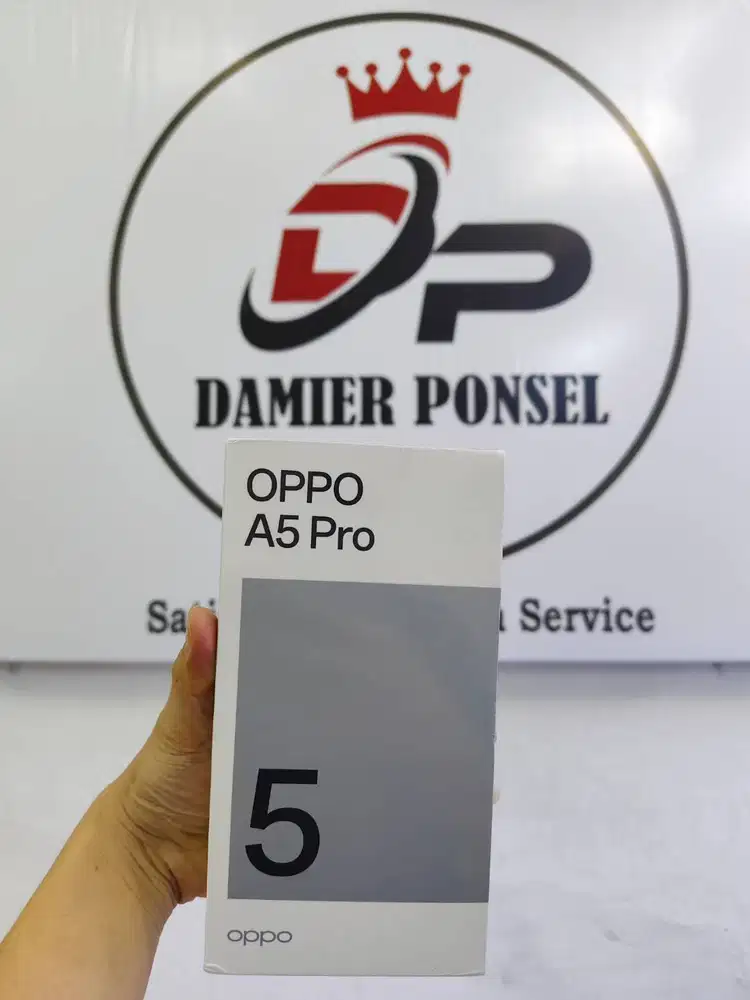 DP
DAMIER PONSEL
Service
OPPO
A5 Pro
5
oppo